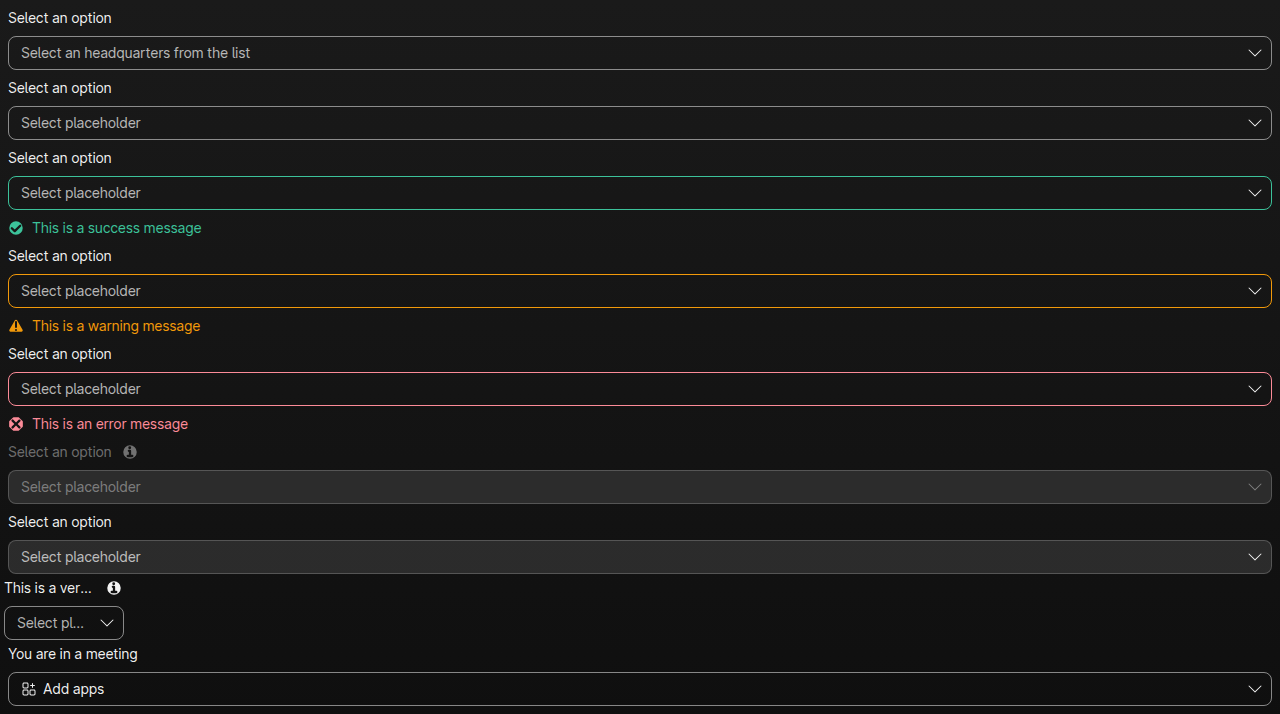 Select an option
Select an headquarters from the list
Select an option
Select placeholder
Select an option
Select placeholder
This is a success message
Select an option
Select placeholder
This is a warning message
Select an option
Select placeholder
This is an error message
Select an option
Select placeholder
Select an option
Select placeholder
This is a ver...
Select pl...
You are in a meeting
Add apps